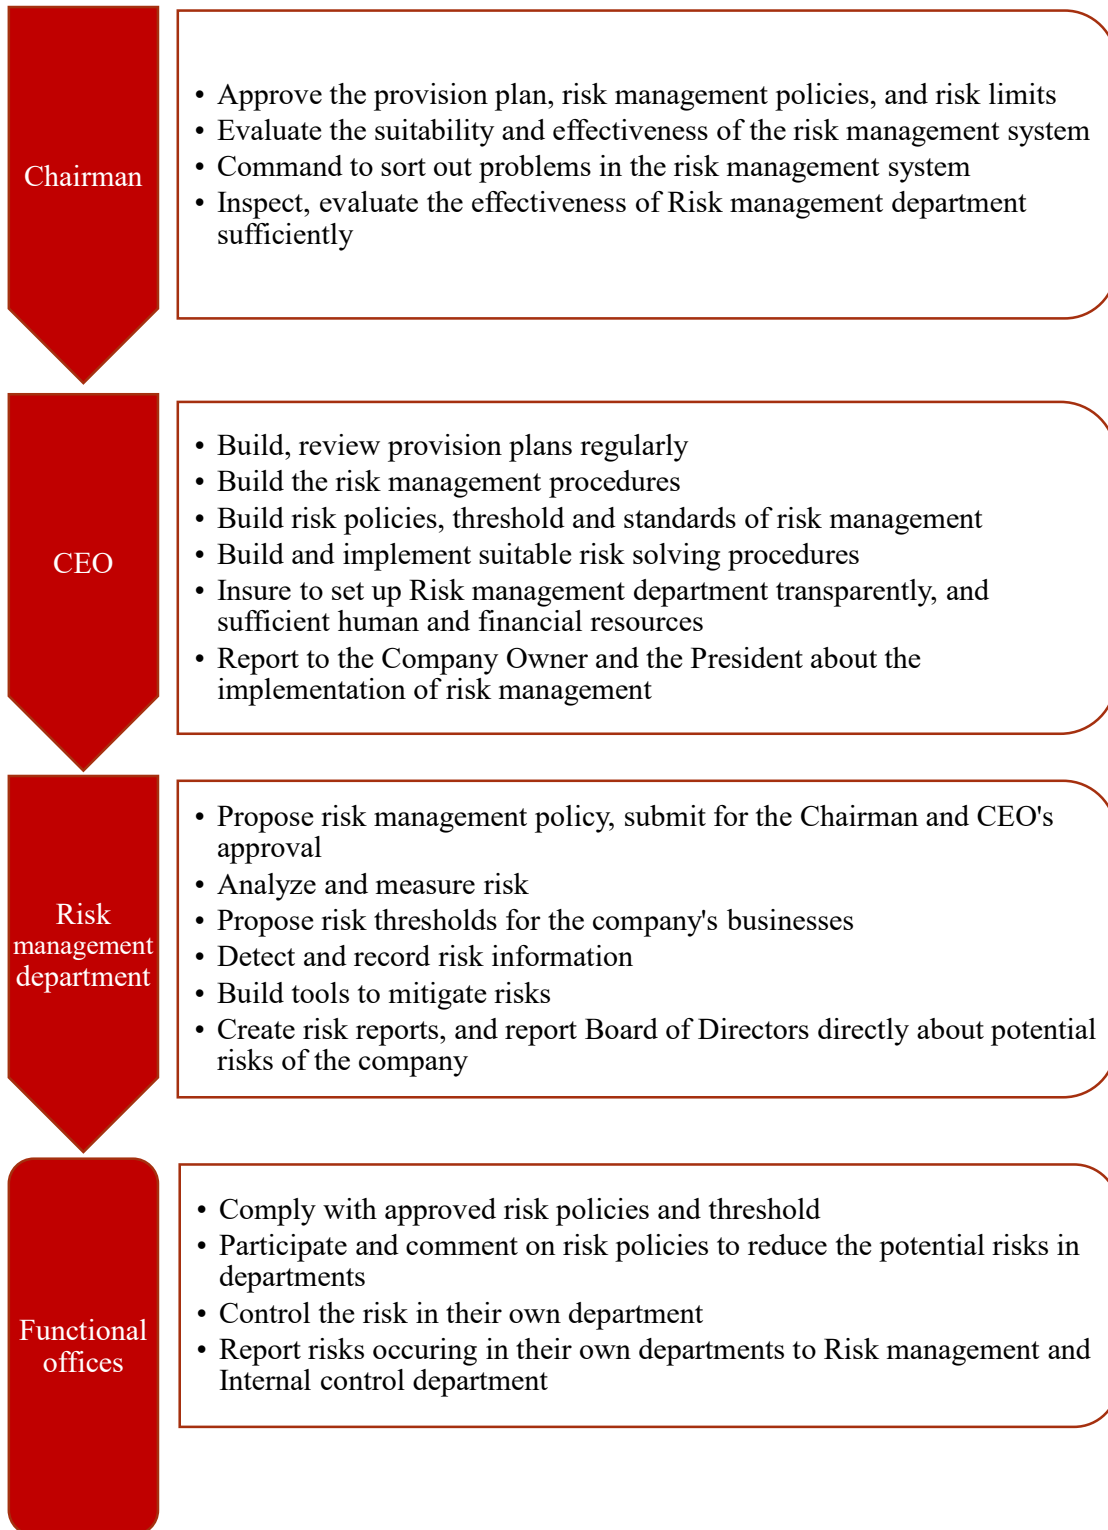 Chairman
• Approve the provision plan, risk management policies, and risk limits
• Evaluate the suitability and effectiveness of the risk management system
• Command to sort out problems in the risk management system
• Inspect, evaluate the effectiveness of Risk management department
sufficiently
CEO
• Build, review provision plans regularly
• Build the risk management procedures
• Build risk policies, threshold and standards of risk management
• Build and implement suitable risk solving procedures
• Insure to set up Risk management department transparently, and
sufficient human and financial resources
• Report to the Company Owner and the President about the
implementation of risk management
Risk
management
department
• Propose risk management policy, submit for the Chairman and CEO's
approval
• Analyze and measure risk
• Propose risk thresholds for the company's businesses
• Detect and record risk information
• Build tools to mitigate risks
• Create risk reports, and report Board of Directors directly about potential
risks of the company
Functional
offices
• Comply with approved risk policies and threshold
• Participate and comment on risk policies to reduce the potential risks in
departments
• Control the risk in their own department
• Report risks occuring in their own departments to Risk management and
Internal control department